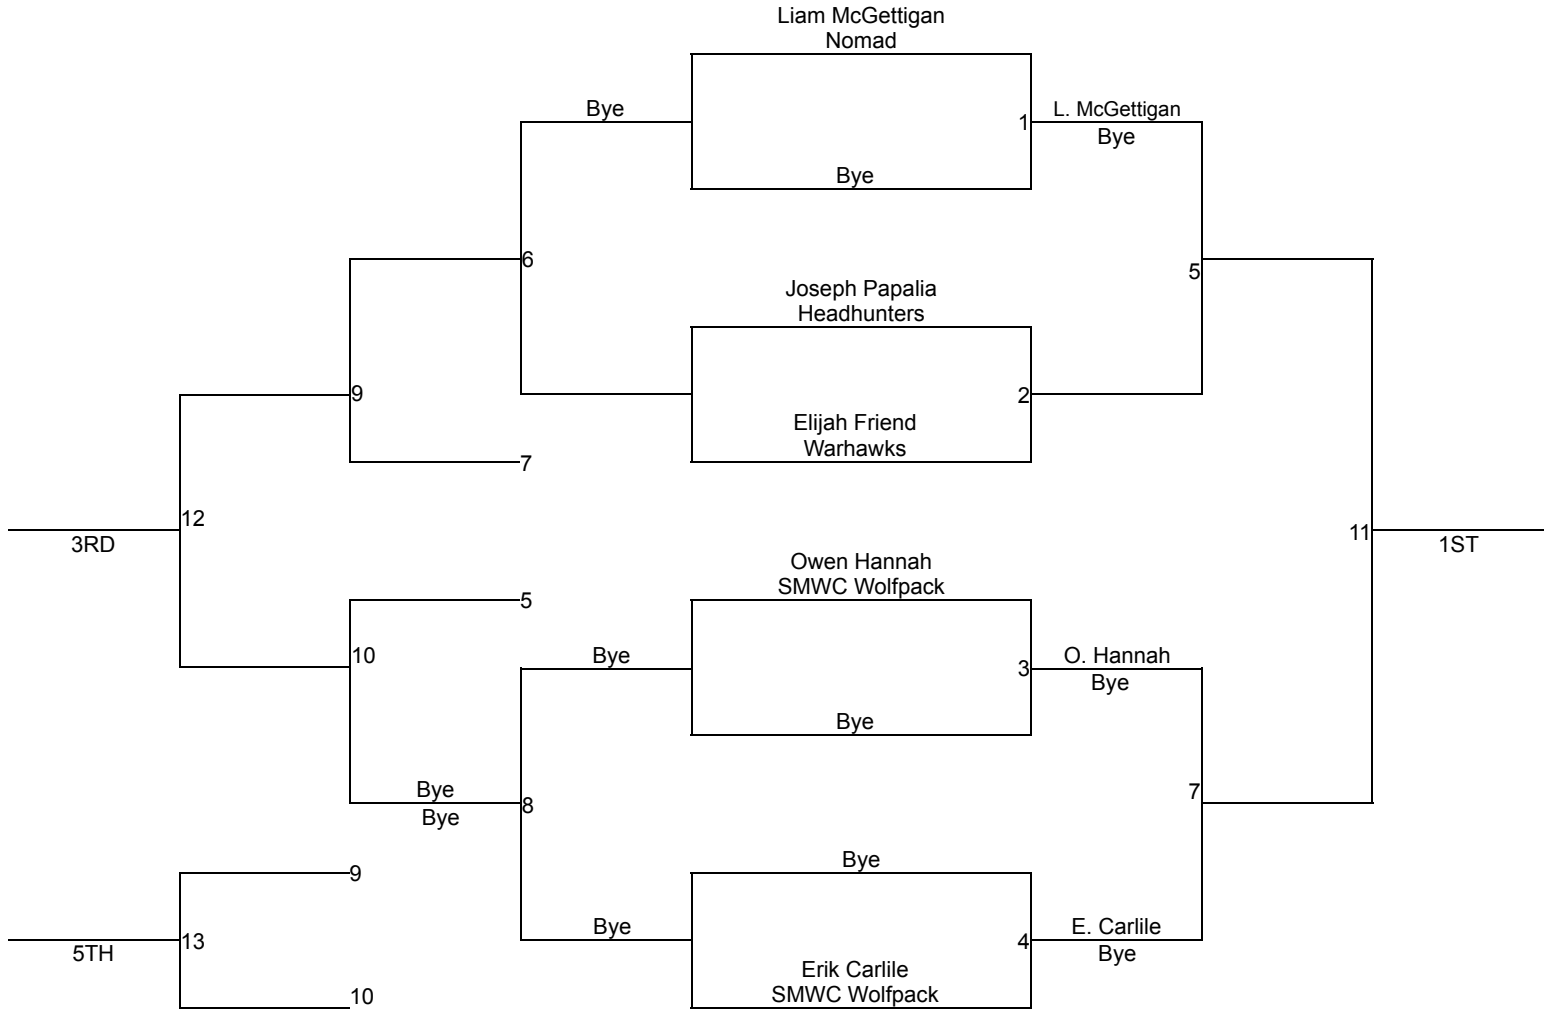 Liam McGettigan
Nomad
Bye
L. McGettigan
1
Bye
Bye
6
5
Joseph Papalia
Headhunters
9
2
Elijah Friend
Warhawks
7
12
11
3RD
1ST
Owen Hannah
SMWC Wolfpack
5
10
Bye
O. Hannah
3
Bye
Bye
Bye
7
8
Bye
Bye
9
Bye
E. Carlile
13
4
5TH
Bye
Erik Carlile
SMWC Wolfpack
10